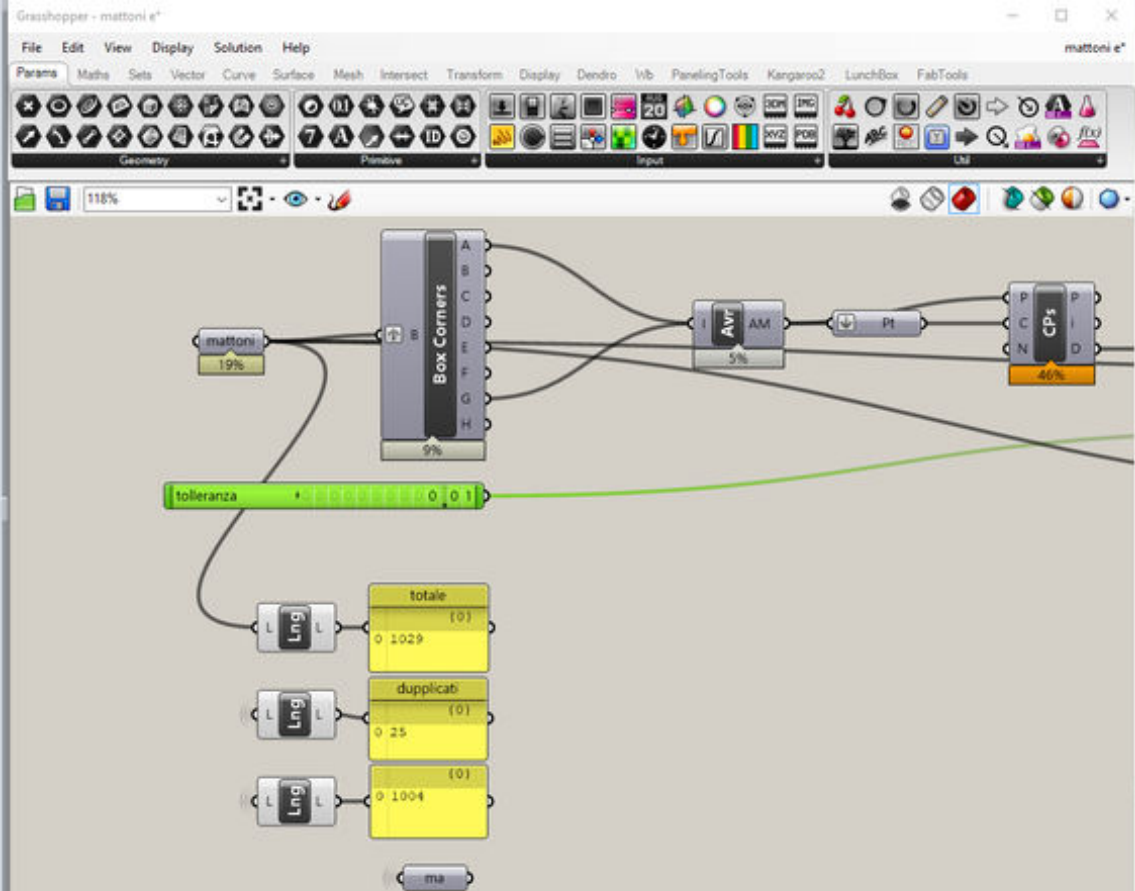 Grasshopper - mattoni e*
File Edit View Display Solution Help
mattoni e*
Params Maths Sets Vector Curve Surface Mesh Intersect Transform Display Dendro Wb PanelingTools Kangaroo2 LunchBox FabTools
Geometry Primitive Input Util
118%
A
B
C
D
E
F
G
H
B
Box Corners
9%
mattoni
19%
I Avr AM
5%
Pt
P P
C i
N D
CPs
46%
tolleranza 0.01
L Lng L
totale
{0}
0 1029
L Lng L
dupplicati
{0}
0 25
L Lng L
{0}
0 1004
ma